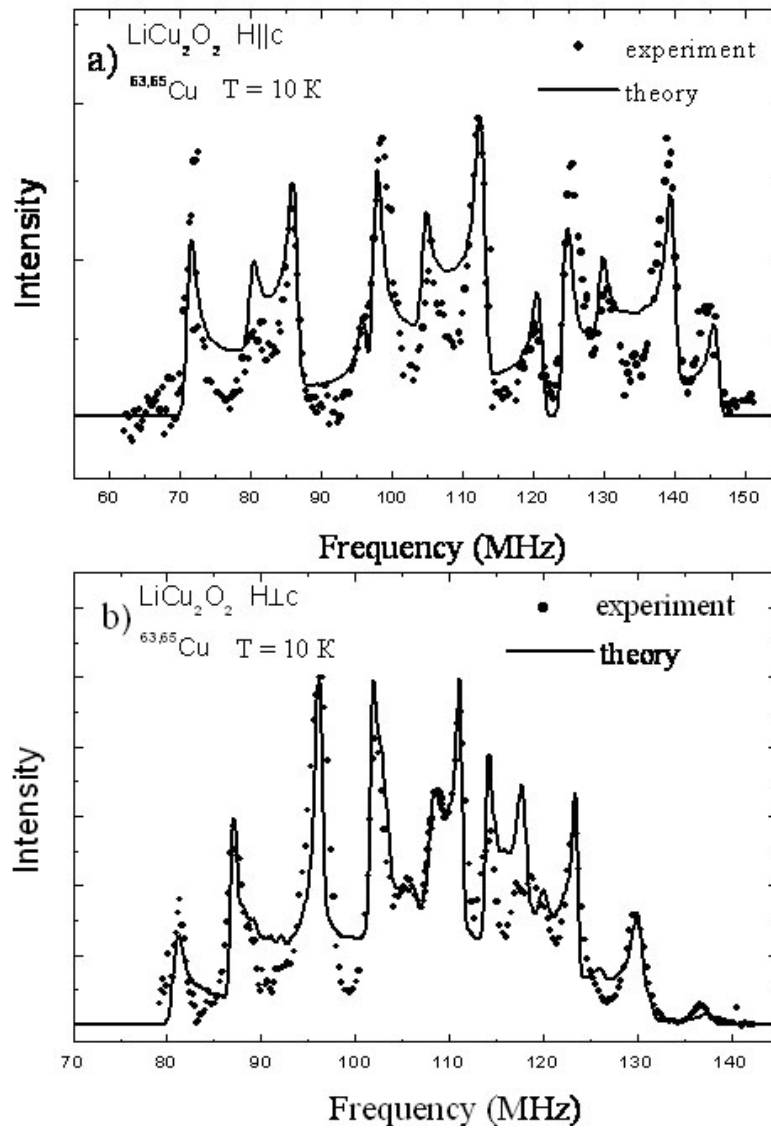 a) LiCu₂O₂ H||c
⁶³,⁶⁵Cu T = 10 K
experiment
theory
Intensity
60 70 80 90 100 110 120 130 140 150
Frequency (MHz)
b) LiCu₂O₂ H⊥c
⁶³,⁶⁵Cu T = 10 K
experiment
theory
Intensity
70 80 90 100 110 120 130 140
Frequency (MHz)